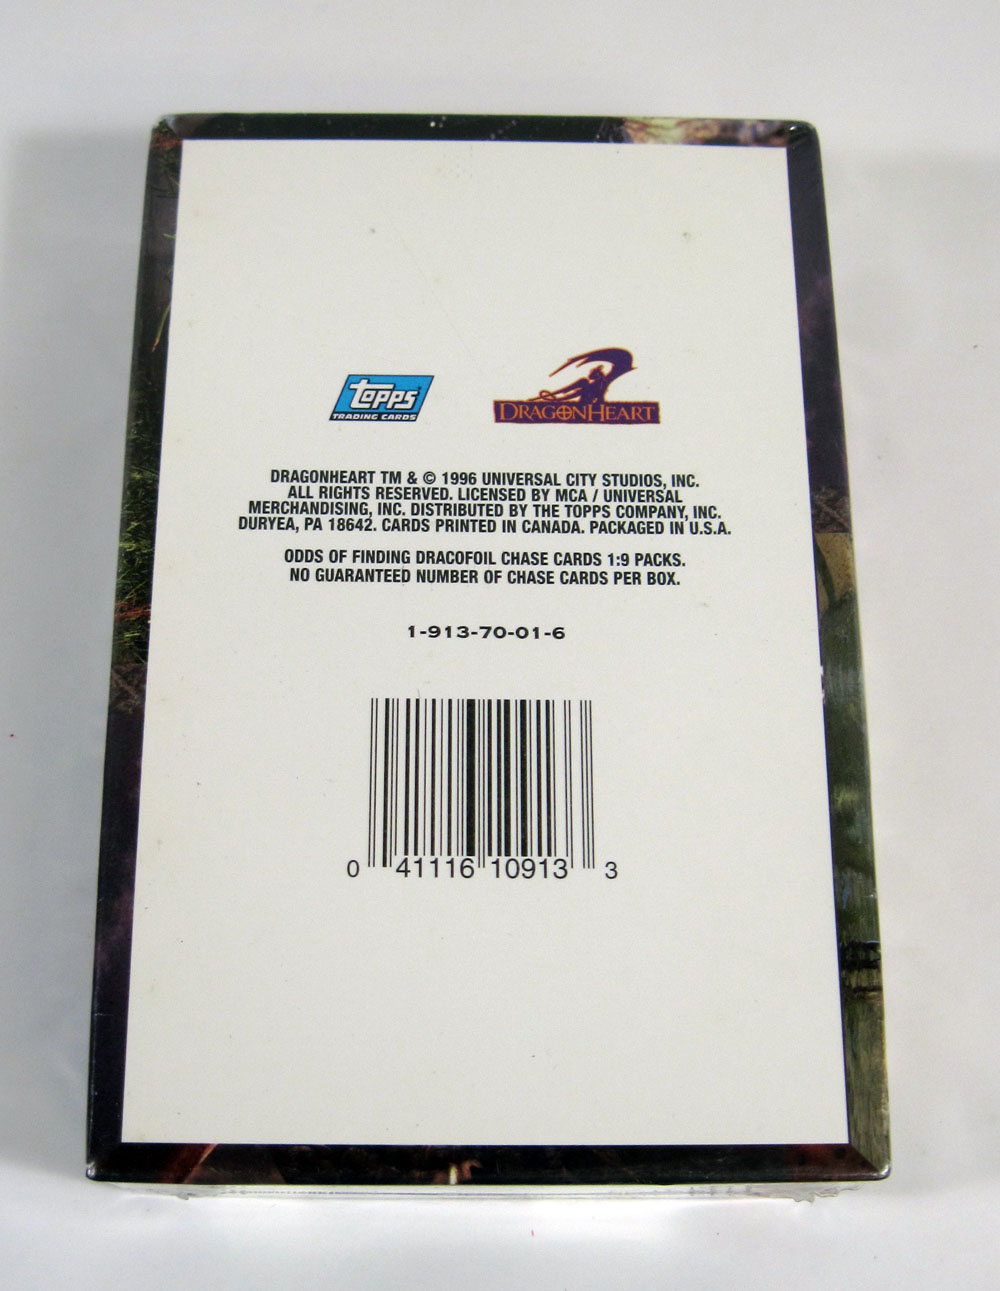 Topps
TRADING CARDS
DRAGONHEART
DRAGONHEART TM & © 1996 UNIVERSAL CITY STUDIOS, INC.
ALL RIGHTS RESERVED. LICENSED BY MCA / UNIVERSAL
MERCHANDISING, INC. DISTRIBUTED BY THE TOPPS COMPANY, INC.
DURYEA, PA 18642. CARDS PRINTED IN CANADA. PACKAGED IN U.S.A.
ODDS OF FINDING DRACOFOIL CHASE CARDS 1:9 PACKS.
NO GUARANTEED NUMBER OF CHASE CARDS PER BOX.
1-913-70-01-6
0 41116 10913 3